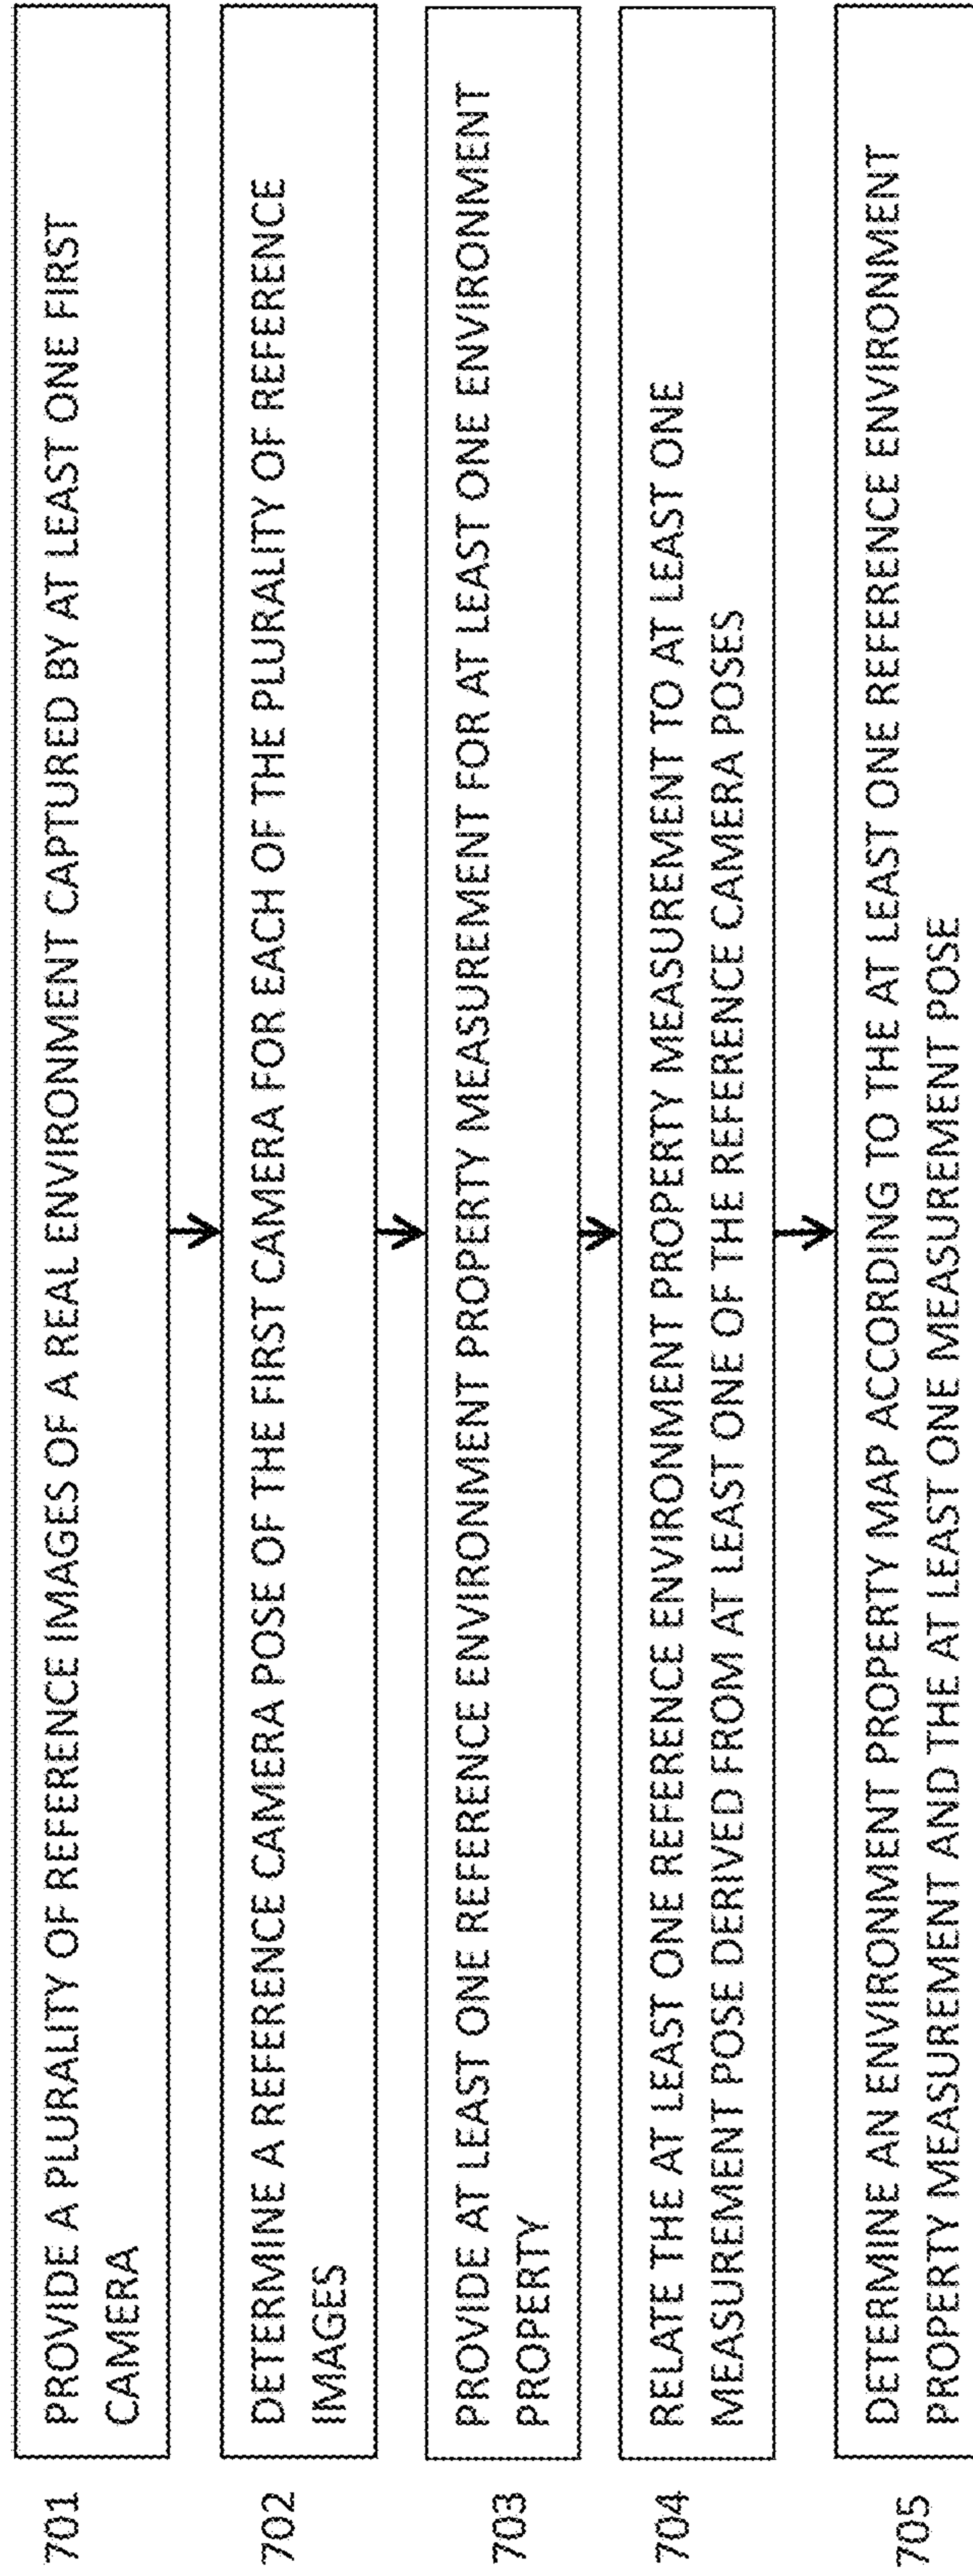 701
PROVIDE A PLURALITY OF REFERENCE IMAGES OF A REAL ENVIRONMENT CAPTURED BY AT LEAST ONE FIRST
CAMERA
702
DETERMINE A REFERENCE CAMERA POSE OF THE FIRST CAMERA FOR EACH OF THE PLURALITY OF REFERENCE
IMAGES
703
PROVIDE AT LEAST ONE REFERENCE ENVIRONMENT PROPERTY MEASUREMENT FOR AT LEAST ONE ENVIRONMENT
PROPERTY
704
RELATE THE AT LEAST ONE REFERENCE ENVIRONMENT PROPERTY MEASUREMENT TO AT LEAST ONE
MEASUREMENT POSE DERIVED FROM AT LEAST ONE OF THE REFERENCE CAMERA POSES
705
DETERMINE AN ENVIRONMENT PROPERTY MAP ACCORDING TO THE AT LEAST ONE REFERENCE ENVIRONMENT
PROPERTY MEASUREMENT AND THE AT LEAST ONE MEASUREMENT POSE